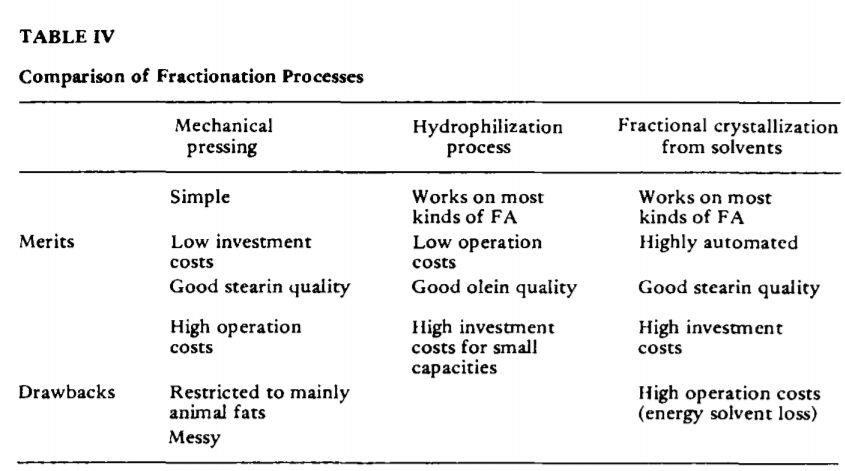 TABLE IV
Comparison of Fractionation Processes
Mechanical Hydrophilization Fractional crystallization
pressing process from solvents
Simple Works on most Works on most
kinds of FA kinds of FA
Merits Low investment Low operation Highly automated
costs costs
Good stearin quality Good olein quality Good stearin quality
High operation High investment High investment
costs costs for small costs
capacities
Drawbacks Restricted to mainly High operation costs
animal fats (energy solvent loss)
Messy